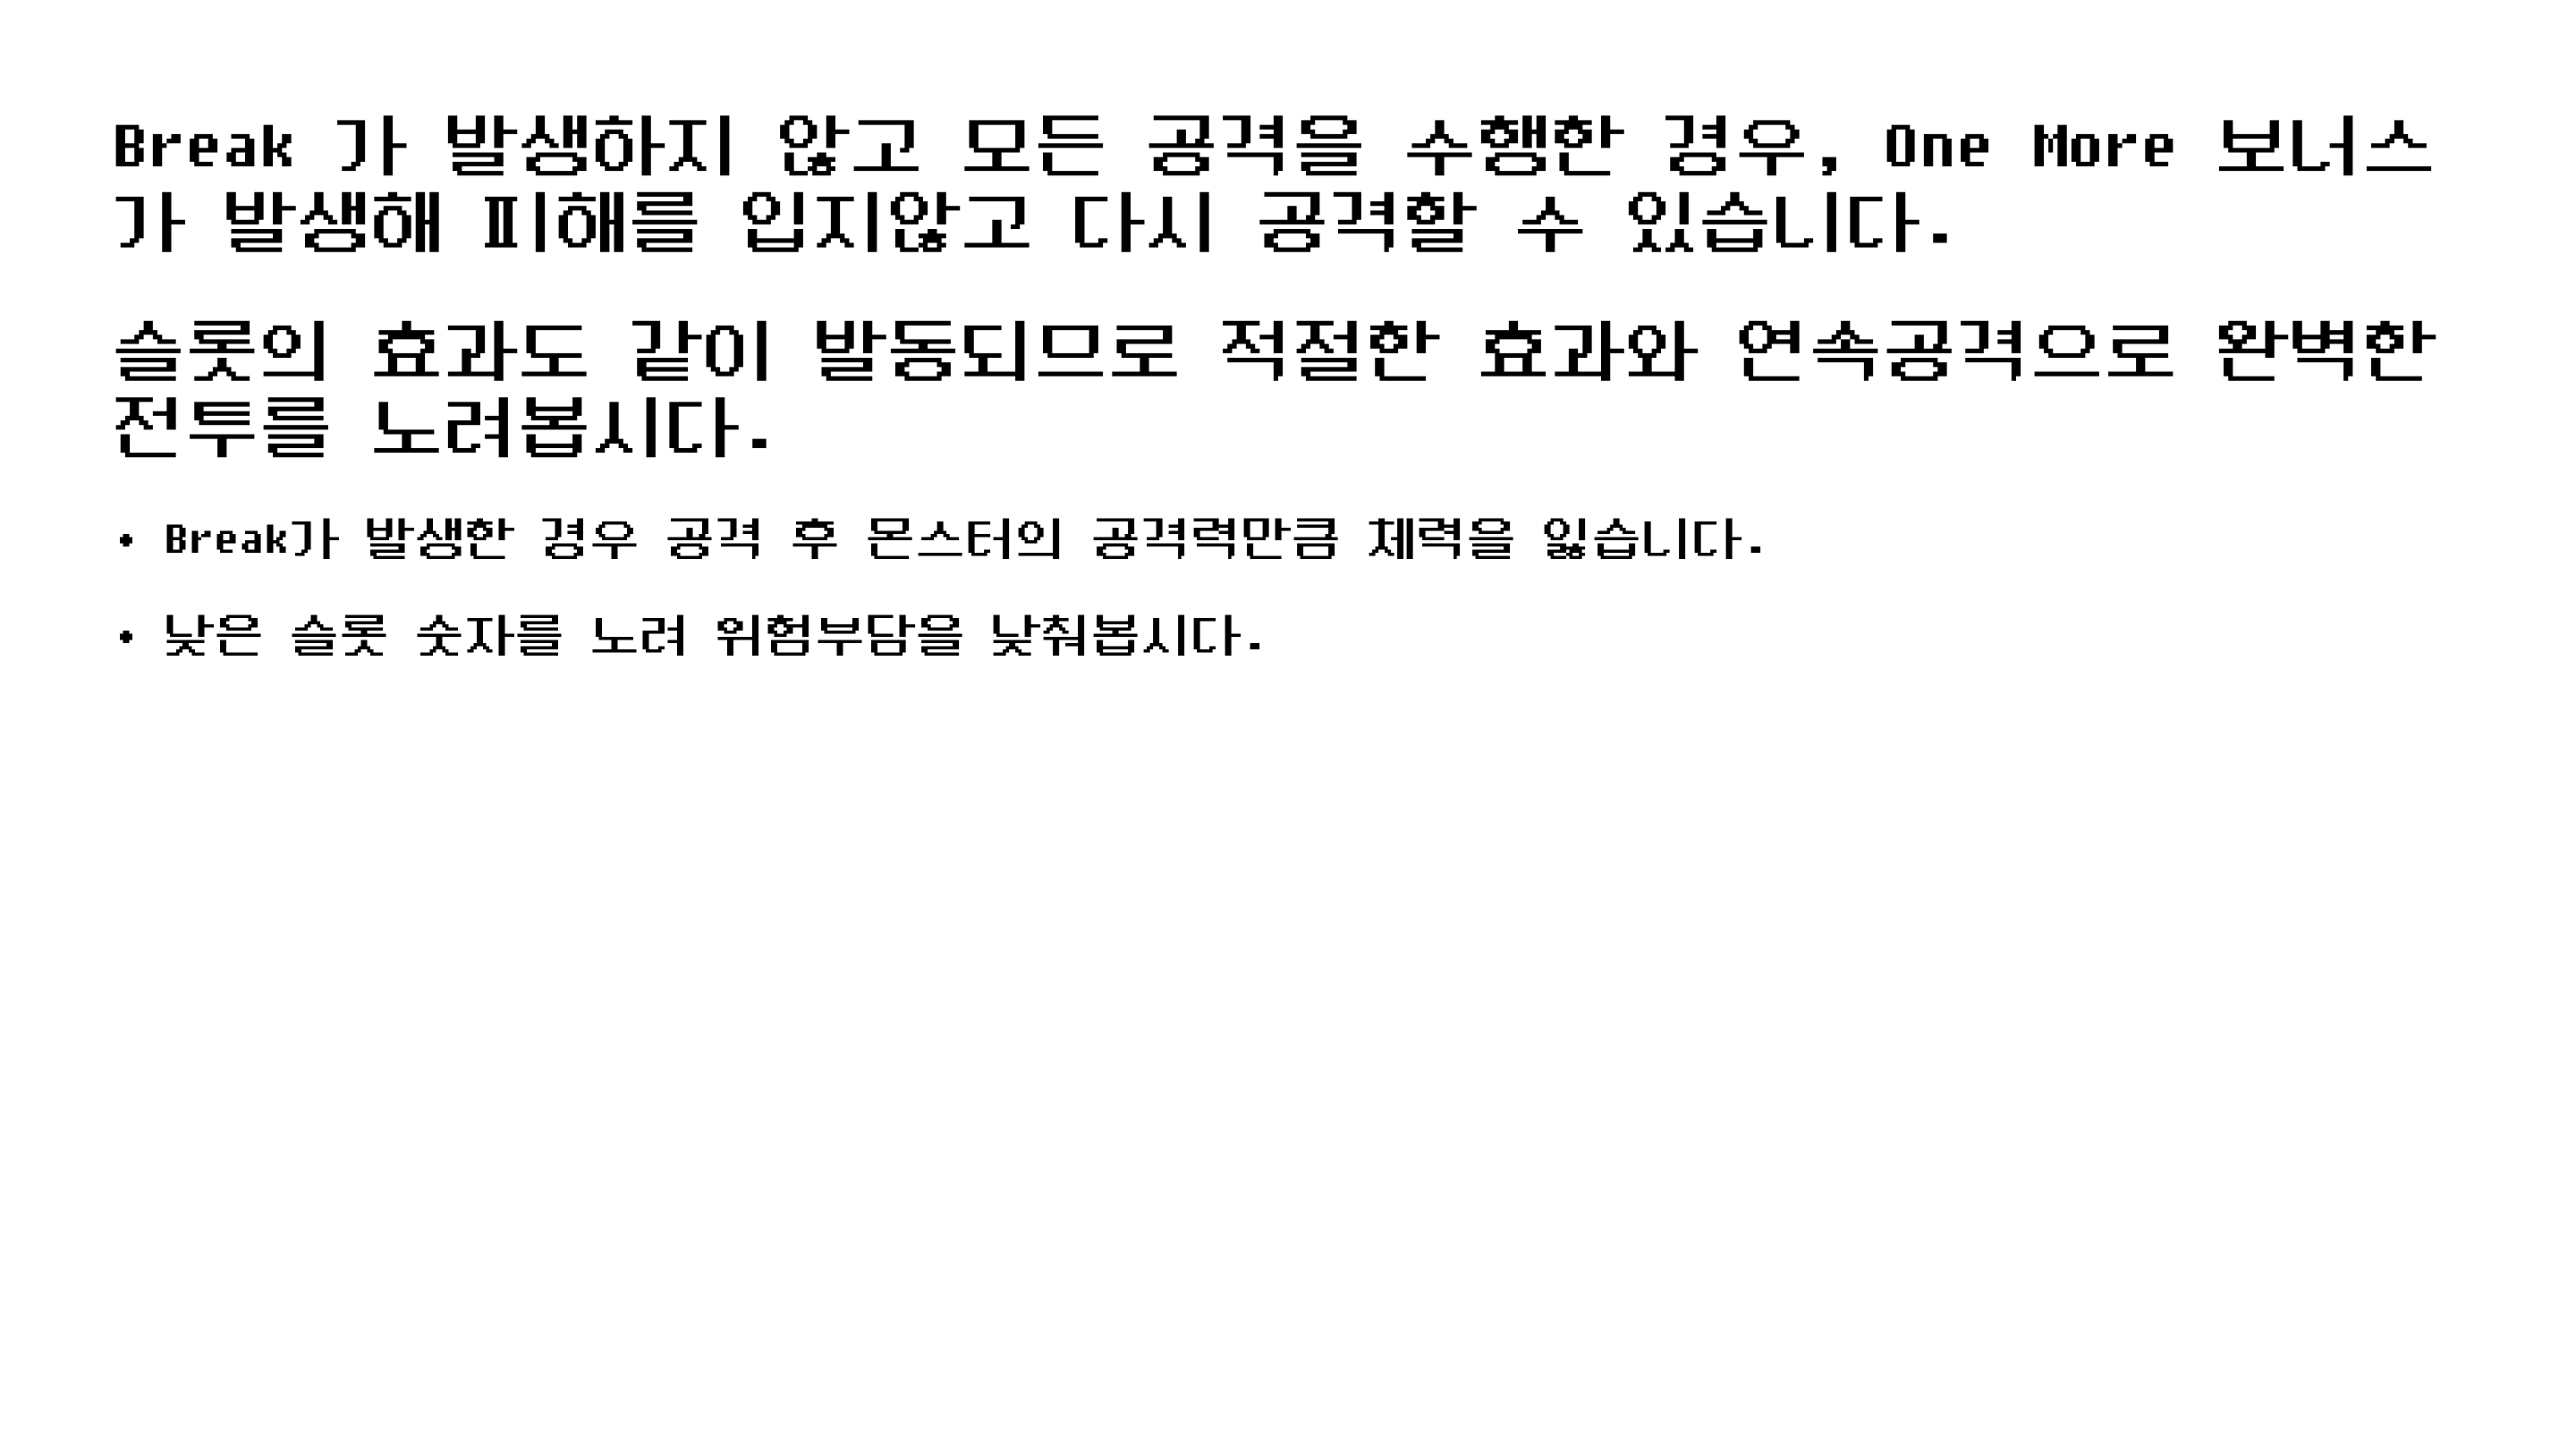 Break 가 발생하지 않고 모든 공격을 수행한 경우, One More 보너스
가 발생해 피해를 입지않고 다시 공격할 수 있습니다.
슬롯의 효과도 같이 발동되므로 적절한 효과와 연속공격으로 완벽한
전투를 노려봅시다.
• Break가 발생한 경우 공격 후 몬스터의 공격력만큼 체력을 잃습니다.
• 낮은 슬롯 숫자를 노려 위험부담을 낮춰봅시다.